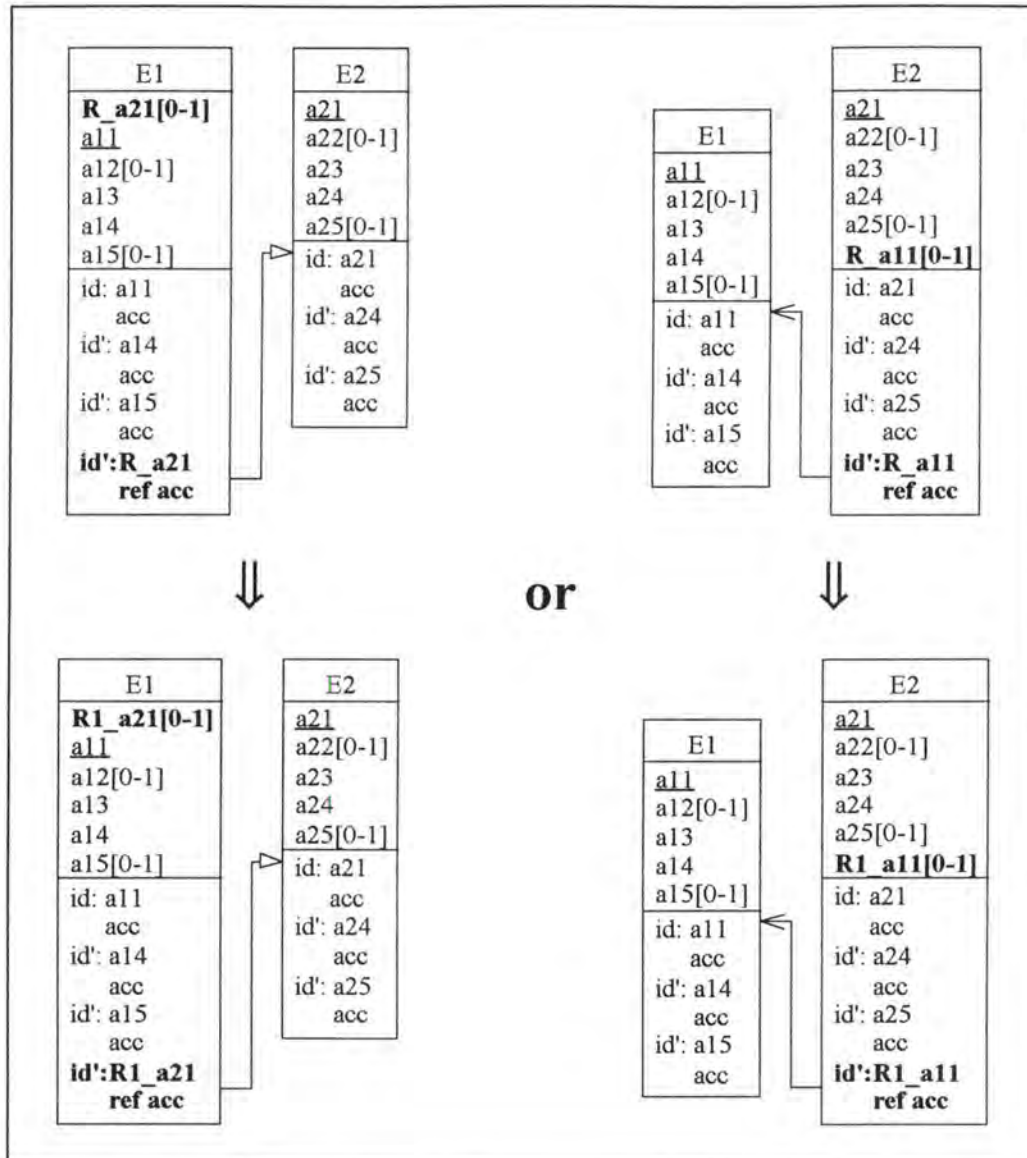 E1
R_a21[0-1]
a11
a12[0-1]
a13
a14
a15[0-1]
id: a11
acc
id': a14
acc
id': a15
acc
id':R_a21
ref acc
E2
a21
a22[0-1]
a23
a24
a25[0-1]
id: a21
acc
id': a24
acc
id': a25
acc
E1
a11
a12[0-1]
a13
a14
a15[0-1]
id: a11
acc
id': a14
acc
id': a15
acc
E2
a21
a22[0-1]
a23
a24
a25[0-1]
R_a11[0-1]
id: a21
acc
id': a24
acc
id': a25
acc
id':R_a11
ref acc
⇓ or ⇓
E1
R1_a21[0-1]
a11
a12[0-1]
a13
a14
a15[0-1]
id: a11
acc
id': a14
acc
id': a15
acc
id':R1_a21
ref acc
E2
a21
a22[0-1]
a23
a24
a25[0-1]
id: a21
acc
id': a24
acc
id': a25
acc
E1
a11
a12[0-1]
a13
a14
a15[0-1]
id: a11
acc
id': a14
acc
id': a15
acc
E2
a21
a22[0-1]
a23
a24
a25[0-1]
R1_a11[0-1]
id: a21
acc
id': a24
acc
id': a25
acc
id':R1_a11
ref acc